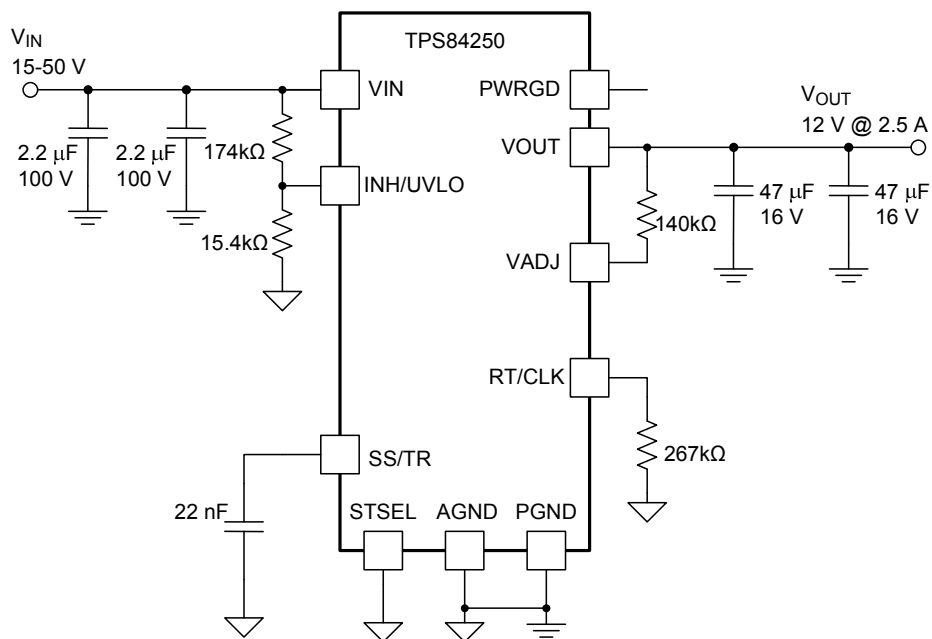 TPS84250
VIN
15-50 V
VIN
PWRGD
VOUT
12 V @ 2.5 A
VOUT
2.2 μF
100 V
2.2 μF
100 V
174kΩ
INH/UVLO
47 μF
16 V
47 μF
16 V
15.4kΩ
140kΩ
VADJ
RT/CLK
SS/TR
267kΩ
22 nF
STSEL
AGND
PGND